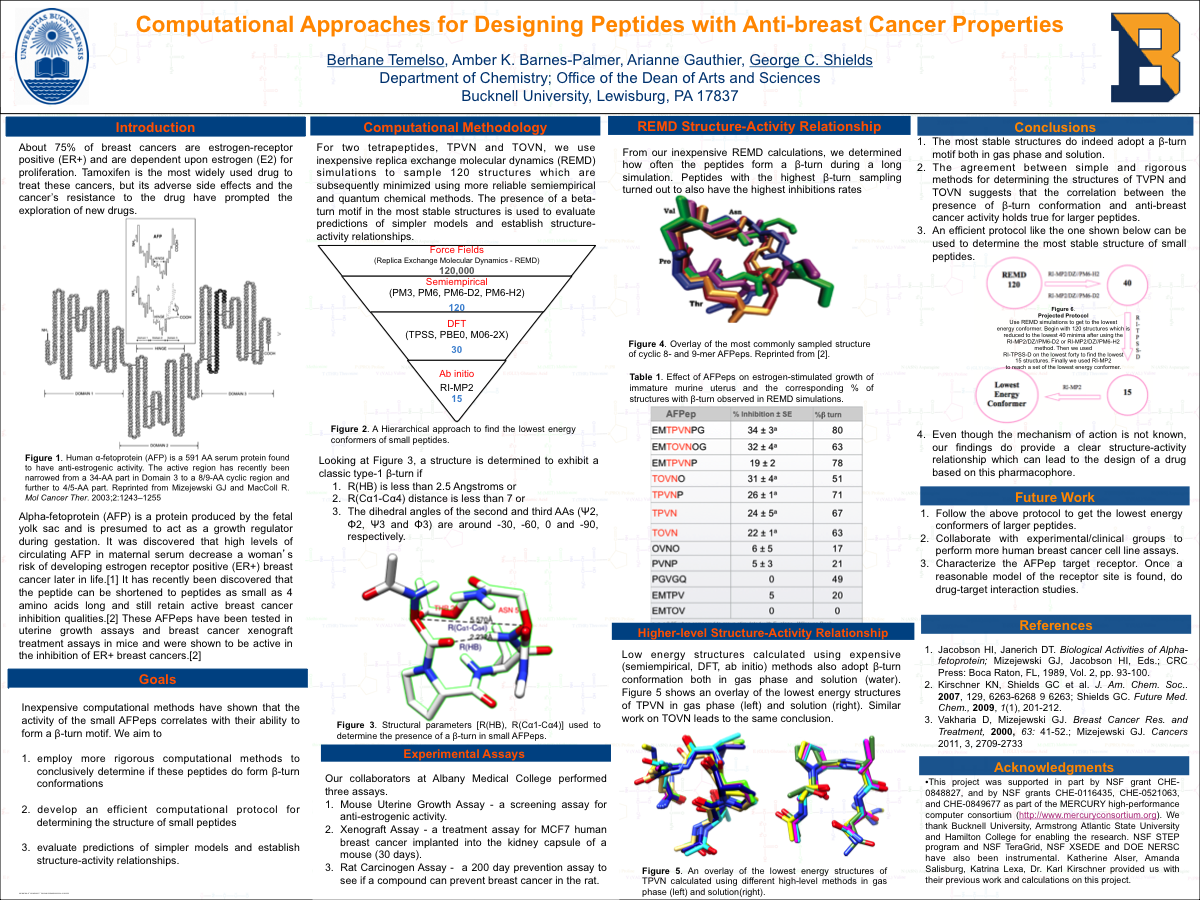 Computational Approaches for Designing Peptides with Anti-breast Cancer Properties
Berhane Temelso, Amber K. Barnes-Palmer, Arianne Gauthier, George C. Shields
Department of Chemistry; Office of the Dean of Arts and Sciences
Bucknell University, Lewisburg, PA 17837
Introduction
About 75% of breast cancers are estrogen-receptor
positive (ER+) and are dependent upon estrogen (E2) for
proliferation. Tamoxifen is the most widely used drug to
treat these cancers, but its adverse side effects and the
cancer's resistance to the drug have prompted the
exploration of new drugs.
AFP
COOH
HINGE
NH2
COOH
DOMAIN 1
DOMAIN 3
DOMAIN 2
Figure 1. Human α-fetoprotein (AFP) is a 591 AA serum protein found
to have anti-estrogenic activity. The active region has recently been
narrowed from a 34-AA part in Domain 3 to a 8/9-AA cyclic region and
further to 4/5-AA part. Reprinted from Mizejewski GJ and MacColl R.
Mol Cancer Ther. 2003;2:1243–1255
Alpha-fetoprotein (AFP) is a protein produced by the fetal
yolk sac and is presumed to act as a growth regulator
during gestation. It was discovered that high levels of
circulating AFP in maternal serum decrease a woman's
risk of developing estrogen receptor positive (ER+) breast
cancer later in life.[1] It has recently been discovered that
the peptide can be shortened to peptides as small as 4
amino acids long and still retain active breast cancer
inhibition qualities.[2] These AFPeps have been tested in
uterine growth assays and breast cancer xenograft
treatment assays in mice and were shown to be active in
the inhibition of ER+ breast cancers.[2]
Goals
Inexpensive computational methods have shown that the
activity of the small AFPeps correlates with their ability to
form a β-turn motif. We aim to
1. employ more rigorous computational methods to
conclusively determine if these peptides do form β-turn
conformations
2. develop an efficient computational protocol for
determining the structure of small peptides
3. evaluate predictions of simpler models and establish
structure-activity relationships.
Computational Methodology
For two tetrapeptides, TPVN and TOVN, we use
inexpensive replica exchange molecular dynamics (REMD)
simulations to sample 120 structures which are
subsequently minimized using more reliable semiempirical
and quantum chemical methods. The presence of a beta-
turn motif in the most stable structures is used to evaluate
predictions of simpler models and establish structure-
activity relationships.
Force Fields
(Replica Exchange Molecular Dynamics - REMD)
120,000
Semiempirical
(PM3, PM6, PM6-D2, PM6-H2)
120
DFT
(TPSS, PBE0, M06-2X)
30
Ab initio
RI-MP2
15
Figure 2. A Hierarchical approach to find the lowest energy
conformers of small peptides.
Looking at Figure 3, a structure is determined to exhibit a
classic type-1 β-turn if
1. R(HB) is less than 2.5 Angstroms or
2. R(Cα1-Cα4) distance is less than 7 or
3. The dihedral angles of the second and third AAs (Ψ2,
Φ2, Ψ3 and Φ3) are around -30, -60, 0 and -90,
respectively.
ASN 5
R(Cα1-Cα4)
R(HB)
Figure 3. Structural parameters [R(HB), R(Cα1-Cα4)] used to
determine the presence of a β-turn in small AFPeps.
Experimental Assays
Our collaborators at Albany Medical College performed
three assays.
1. Mouse Uterine Growth Assay - a screening assay for
anti-estrogenic activity.
2. Xenograft Assay - a treatment assay for MCF7 human
breast cancer implanted into the kidney capsule of a
mouse (30 days).
3. Rat Carcinogen Assay - a 200 day prevention assay to
see if a compound can prevent breast cancer in the rat.
REMD Structure-Activity Relationship
From our inexpensive REMD calculations, we determined
how often the peptides form a β-turn during a long
simulation. Peptides with the highest β-turn sampling
turned out to also have the highest inhibitions rates
Val
Asn
Pro
Thr
Figure 4. Overlay of the most commonly sampled structure
of cyclic 8- and 9-mer AFPeps. Reprinted from [2].
Table 1. Effect of AFPeps on estrogen-stimulated growth of
immature murine uterus and the corresponding % of
structures with β-turn observed in REMD simulations.
AFPep % Inhibition ± SE %β turn
EMTPVNPG 34 ± 3ᵃ 80
EMTOVNOG 32 ± 4ᵃ 63
EMTPVNP 19 ± 2 78
TOVNO 31 ± 4ᵃ 51
TPVNP 26 ± 1ᵃ 71
TPVN 24 ± 5ᵃ 67
TOVN 22 ± 1ᵃ 63
OVNO 6 ± 5 17
PVNP 5 ± 3 21
PGVGQ 0 49
EMTPV 5 20
EMTOV 0 0
Higher-level Structure-Activity Relationship
Low energy structures calculated using expensive
(semiempirical, DFT, ab initio) methods also adopt β-turn
conformation both in gas phase and solution (water).
Figure 5 shows an overlay of the lowest energy structures
of TPVN in gas phase (left) and solution (right). Similar
work on TOVN leads to the same conclusion.
Figure 5. An overlay of the lowest energy structures of
TPVN calculated using different high-level methods in gas
phase (left) and solution(right).
Conclusions
1. The most stable structures do indeed adopt a β-turn
motif both in gas phase and solution.
2. The agreement between simple and rigorous
methods for determining the structures of TVPN and
TOVN suggests that the correlation between the
presence of β-turn conformation and anti-breast
cancer activity holds true for larger peptides.
3. An efficient protocol like the one shown below can be
used to determine the most stable structure of small
peptides.
REMD
120
RI-MP2/DZ//PM6-H2
RI-MP2/DZ//PM6-D2
40
Figure 6.
Projected Protocol
Use REMD simulations to get to the lowest
energy conformer. Begin with 120 structures which is
reduced to the lowest 40 minima after using the
RI-MP2/DZ//PM6-D2 or RI-MP2/DZ//PM6-H2
method. Then we used
RI-TPSS-D on the lowest forty to find the lowest
15 structures. Finally we used RI-MP2
to reach a set of the lowest energy conformer.
RI-TPSS-D
Lowest
Energy
Conformer
RI-MP2
15
4. Even though the mechanism of action is not known,
our findings do provide a clear structure-activity
relationship which can lead to the design of a drug
based on this pharmacophore.
Future Work
1. Follow the above protocol to get the lowest energy
conformers of larger peptides.
2. Collaborate with experimental/clinical groups to
perform more human breast cancer cell line assays.
3. Characterize the AFPep target receptor. Once a
reasonable model of the receptor site is found, do
drug-target interaction studies.
References
1. Jacobson HI, Janerich DT. Biological Activities of Alpha-
fetoprotein; Mizejewski GJ, Jacobson HI, Eds.; CRC
Press: Boca Raton, FL, 1989, Vol. 2, pp. 93-100.
2. Kirschner KN, Shields GC et al. J. Am. Chem. Soc..
2007, 129, 6263-6268 9 6263; Shields GC. Future Med.
Chem., 2009, 1(1), 201-212.
3. Vakharia D, Mizejewski GJ. Breast Cancer Res. and
Treatment, 2000, 63: 41-52.; Mizejewski GJ. Cancers
2011, 3, 2709-2733
Acknowledgments
•This project was supported in part by NSF grant CHE-
0848827, and by NSF grants CHE-0116435, CHE-0521063,
and CHE-0849677 as part of the MERCURY high-performance
computer consortium (http://www.mercuryconsortium.org). We
thank Bucknell University, Armstrong Atlantic State University
and Hamilton College for enabling the research. NSF STEP
program and NSF TeraGrid, NSF XSEDE and DOE NERSC
have also been instrumental. Katherine Alser, Amanda
Salisbury, Katrina Lexa, Dr. Karl Kirschner provided us with
their previous work and calculations on this project.